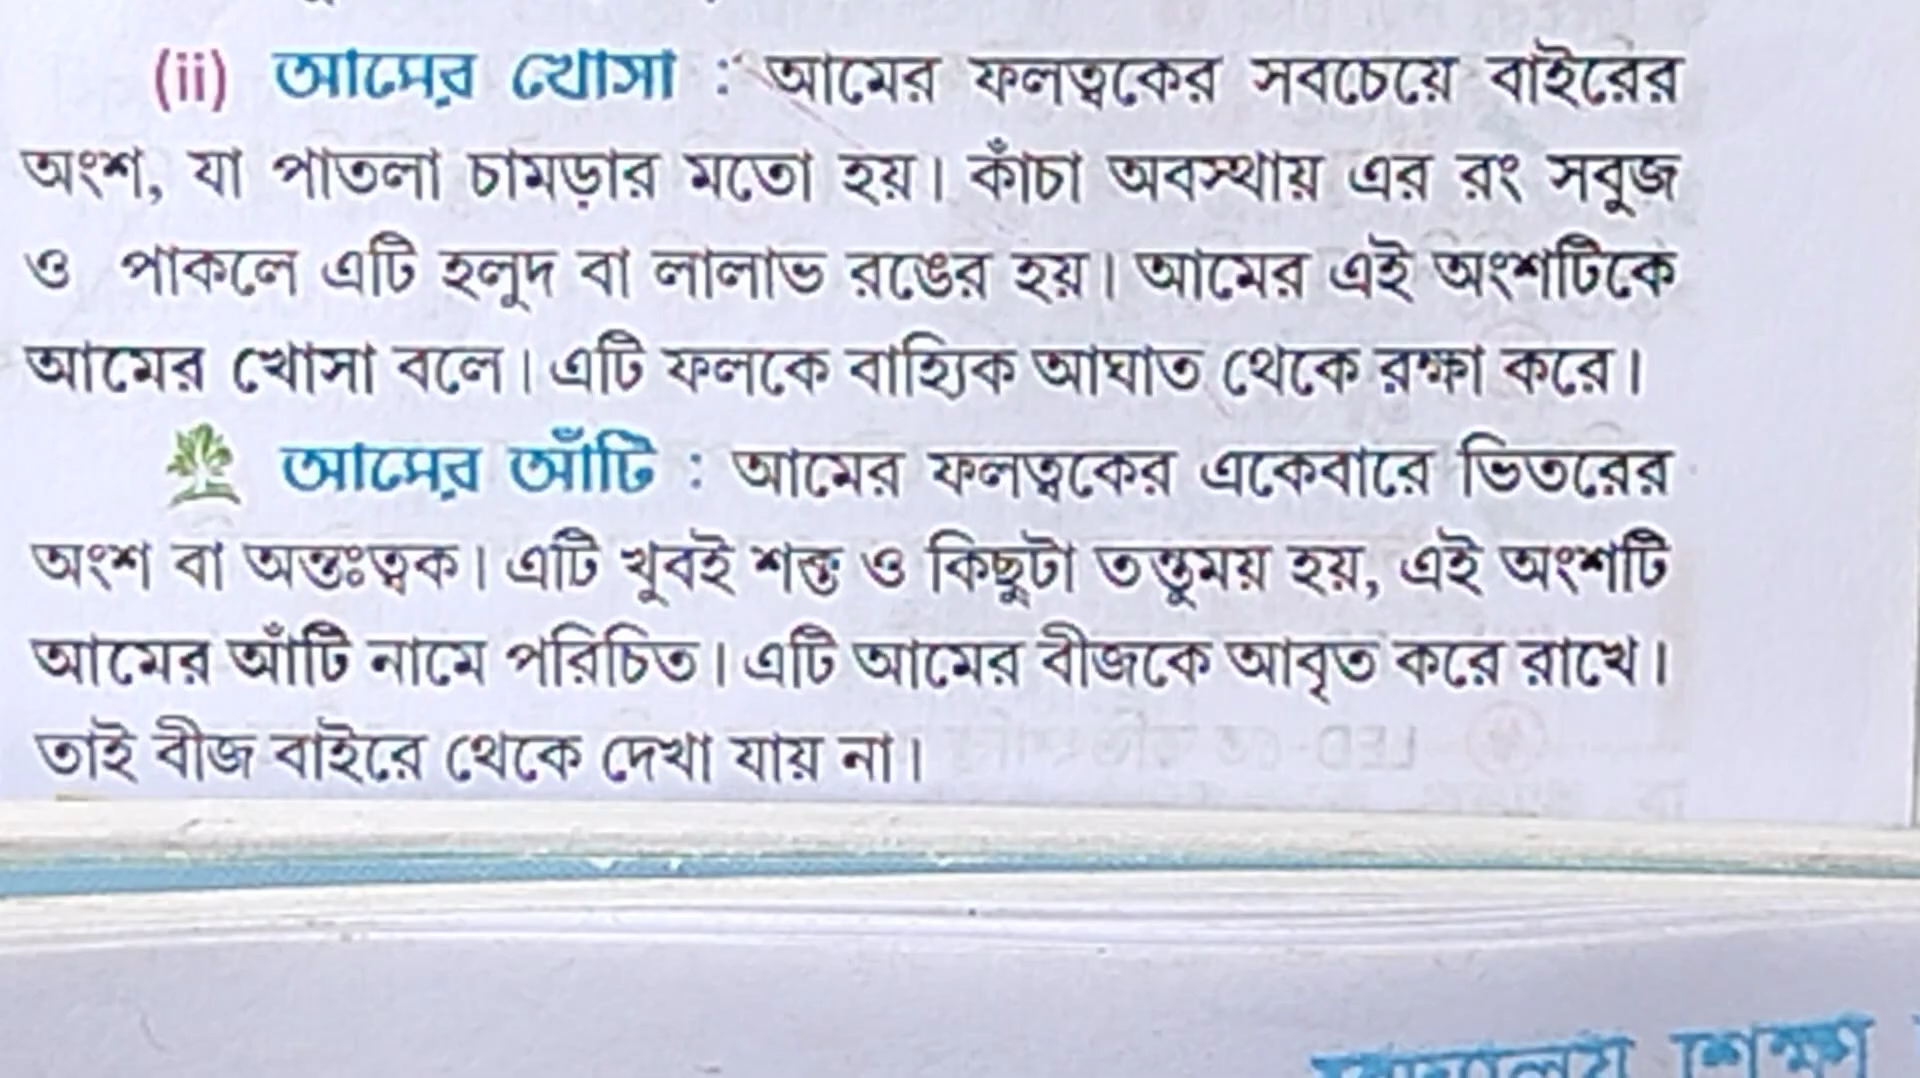 (ii) আমের খোসা : আমের ফলত্বকের সবচেয়ে বাইরের
অংশ, যা পাতলা চামড়ার মতো হয়। কাঁচা অবস্থায় এর রং সবুজ
ও পাকলে এটি হলুদ বা লালাভ রঙের হয়। আমের এই অংশটিকে
আমের খোসা বলে। এটি ফলকে বাহ্যিক আঘাত থেকে রক্ষা করে।
আমের আঁটি : আমের ফলত্বকের একেবারে ভিতরের
অংশ বা অন্তঃত্বক। এটি খুবই শক্ত ও কিছুটা তন্তুময় হয়, এই অংশটি
আমের আঁটি নামে পরিচিত। এটি আমের বীজকে আবৃত করে রাখে।
তাই বীজ বাইরে থেকে দেখা যায় না।